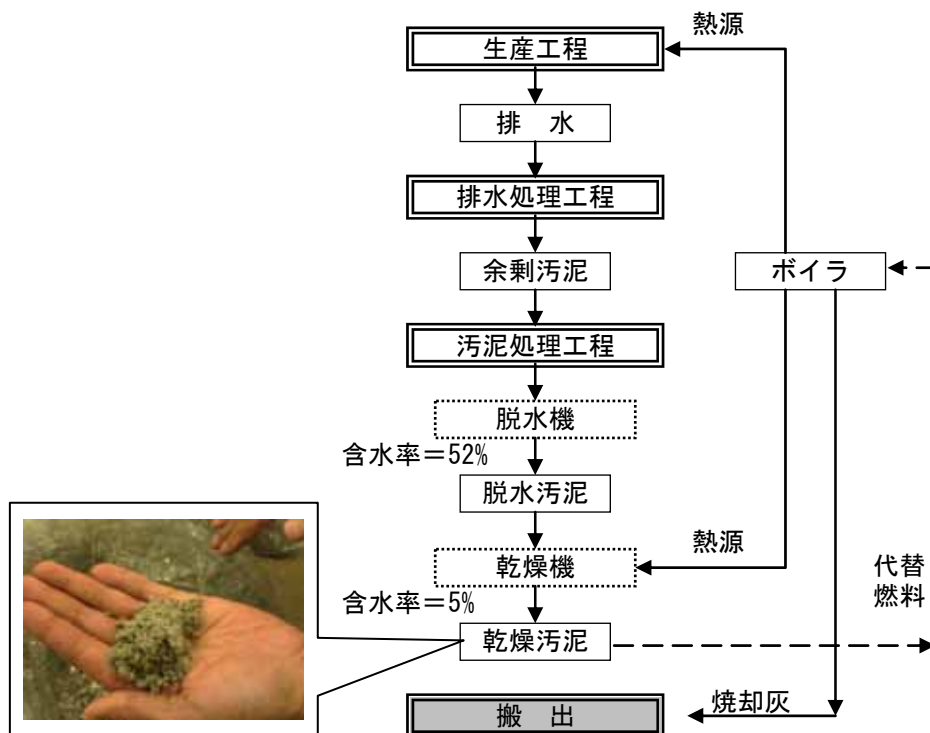 熱源
生産工程
排　水
排水処理工程
余剰汚泥
ボイラ
汚泥処理工程
脱水機
含水率＝52%
脱水汚泥
熱源
乾燥機
代替
燃料
含水率＝5%
乾燥汚泥
焼却灰
搬　出